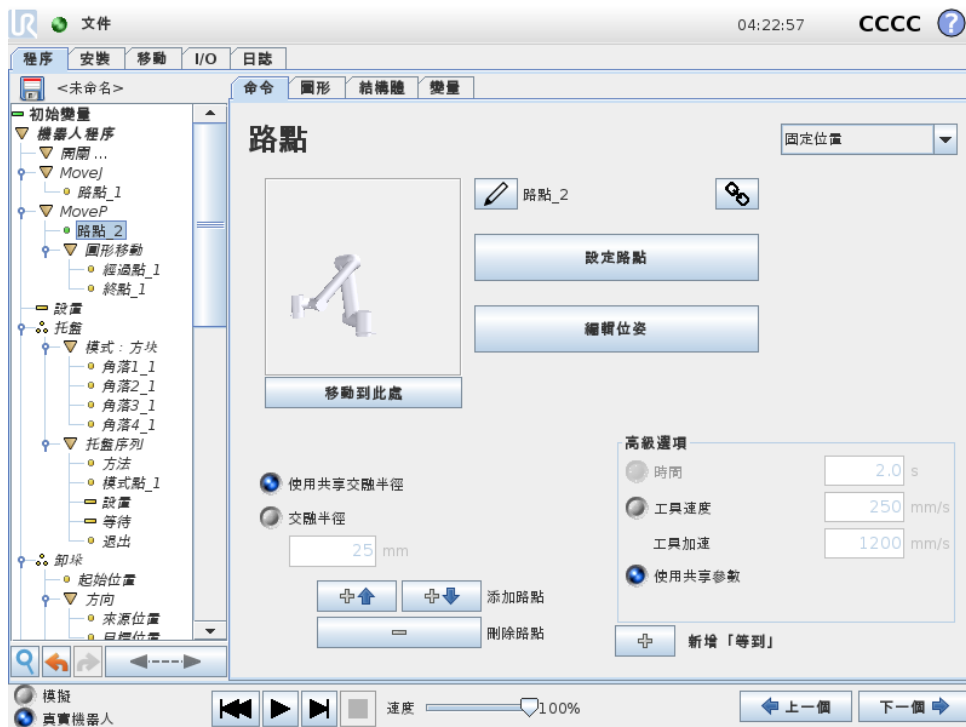 UR 文件 04:22:57 CCCC ?
程序 安裝 移動 I/O 日誌
<未命名> 命令 圖形 結構體 變量
初始變量
機器人程序
開關 ...
MoveJ
路點_1
MoveP
路點_2
圓形移動
經過點_1
終點_1
設置
托盤
模式：方块
角落1_1
角落2_1
角落3_1
角落4_1
托盤序列
方法
模式點_1
設置
等待
退出
卸垛
起始位置
方向
來源位置
目標位置
路點
固定位置
路點_2
設定路點
編輯位姿
移動到此處
使用共享交融半徑
交融半徑
25 mm
添加路點
刪除路點
高級選項
時間 2.0 s
工具速度 250 mm/s
工具加速 1200 mm/s
使用共享參數
新增「等到」
模擬
真實機器人
速度 100%
上一個 下一個